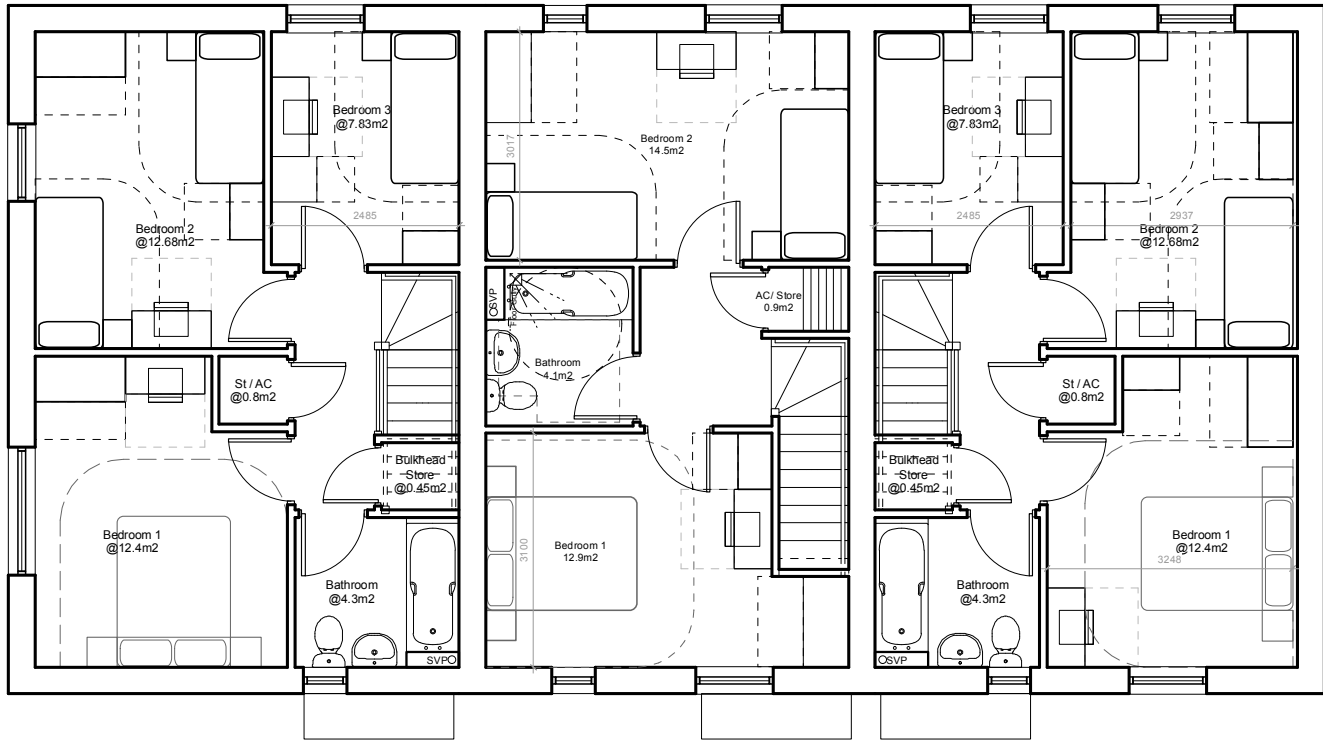 Bedroom 3
@7.83m2
Bedroom 2
@12.68m2
2485
St / AC
@0.8m2
Bulkhead
Store
@0.45m2
Bedroom 1
@12.4m2
Bathroom
@4.3m2
SVP
3017
Bedroom 2
14.5m2
SVP
AC/ Store
0.9m2
Bathroom
4.1m2
3100
Bedroom 1
12.9m2
Bedroom 3
@7.83m2
2485
2937
Bedroom 2
@12.68m2
St / AC
@0.8m2
Bulkhead
Store
@0.45m2
Bedroom 1
@12.4m2
3248
Bathroom
@4.3m2
SVP